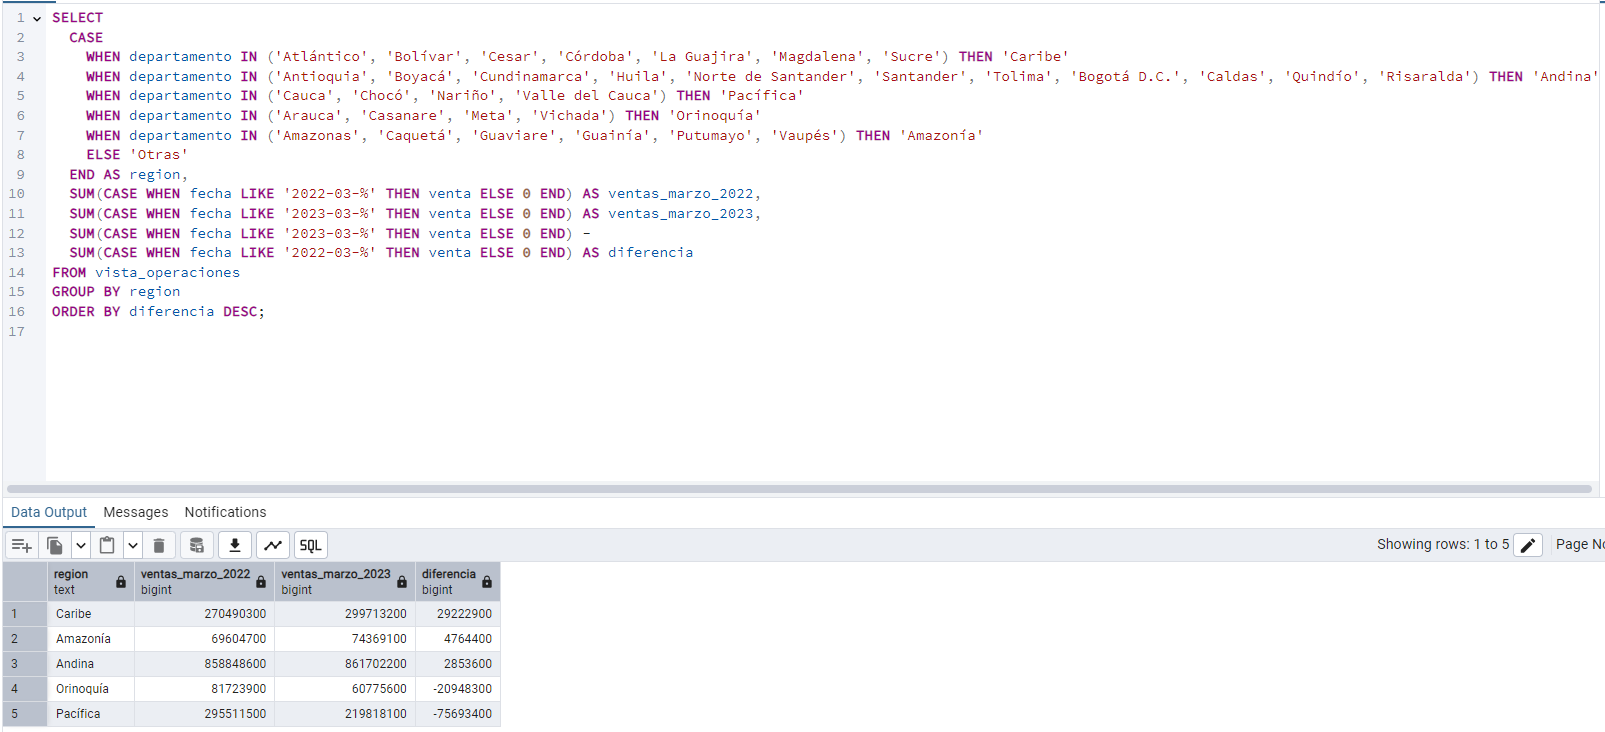 1 SELECT
2 CASE
3 WHEN departamento IN ('Atlántico', 'Bolívar', 'Cesar', 'Córdoba', 'La Guajira', 'Magdalena', 'Sucre') THEN 'Caribe'
4 WHEN departamento IN ('Antioquia', 'Boyacá', 'Cundinamarca', 'Huila', 'Norte de Santander', 'Santander', 'Tolima', 'Bogotá D.C.', 'Caldas', 'Quindío', 'Risaralda') THEN 'Andina'
5 WHEN departamento IN ('Cauca', 'Chocó', 'Nariño', 'Valle del Cauca') THEN 'Pacífica'
6 WHEN departamento IN ('Arauca', 'Casanare', 'Meta', 'Vichada') THEN 'Orinoquía'
7 WHEN departamento IN ('Amazonas', 'Caquetá', 'Guaviare', 'Guainía', 'Putumayo', 'Vaupés') THEN 'Amazonía'
8 ELSE 'Otras'
9 END AS region,
10 SUM(CASE WHEN fecha LIKE '2022-03-%' THEN venta ELSE 0 END) AS ventas_marzo_2022,
11 SUM(CASE WHEN fecha LIKE '2023-03-%' THEN venta ELSE 0 END) AS ventas_marzo_2023,
12 SUM(CASE WHEN fecha LIKE '2023-03-%' THEN venta ELSE 0 END) -
13 SUM(CASE WHEN fecha LIKE '2022-03-%' THEN venta ELSE 0 END) AS diferencia
14 FROM vista_operaciones
15 GROUP BY region
16 ORDER BY diferencia DESC;
17
Data Output Messages Notifications
SQL Showing rows: 1 to 5 Page No
region ventas_marzo_2022 ventas_marzo_2023 diferencia
text bigint bigint bigint
1 Caribe 270490300 299713200 29222900
2 Amazonía 69604700 74369100 4764400
3 Andina 858848600 861702200 2853600
4 Orinoquía 81723900 60775600 -20948300
5 Pacífica 295511500 219818100 -75693400